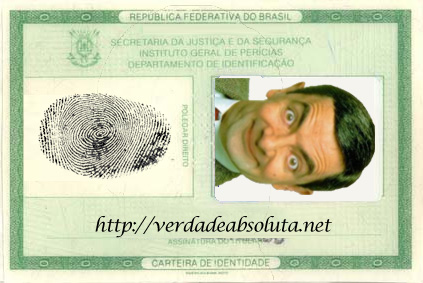 REPÚBLICA FEDERATIVA DO BRASIL
SECRETARIA DA JUSTIÇA E DA SEGURANÇA
INSTITUTO GERAL DE PERÍCIAS
DEPARTAMENTO DE IDENTIFICAÇÃO
POLEGAR DIREITO
http://verdadeabsoluta.net
ASSINATURA DO TITULAR
CARTEIRA DE IDENTIDADE